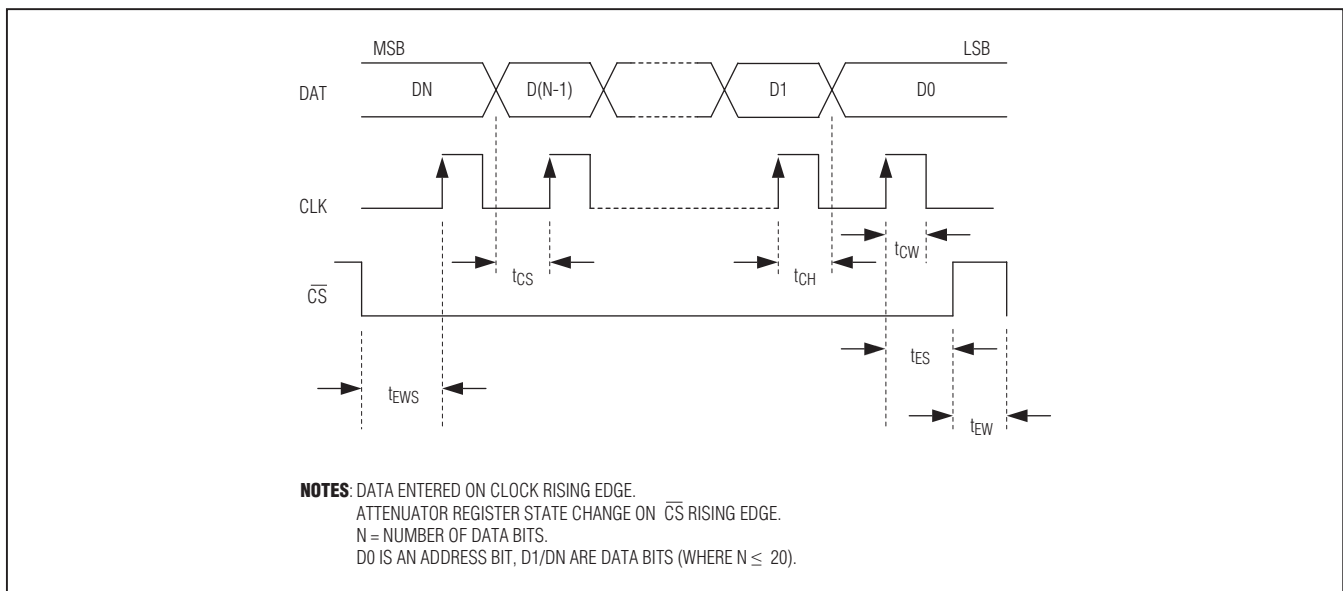 MSB LSB
DAT DN D(N-1) D1 D0
CLK
tCW
tCS tCH
C̅S̅
tES
tEWS
tEW
NOTES: DATA ENTERED ON CLOCK RISING EDGE.
ATTENUATOR REGISTER STATE CHANGE ON C̅S̅ RISING EDGE.
N = NUMBER OF DATA BITS.
D0 IS AN ADDRESS BIT, D1/DN ARE DATA BITS (WHERE N ≤ 20).